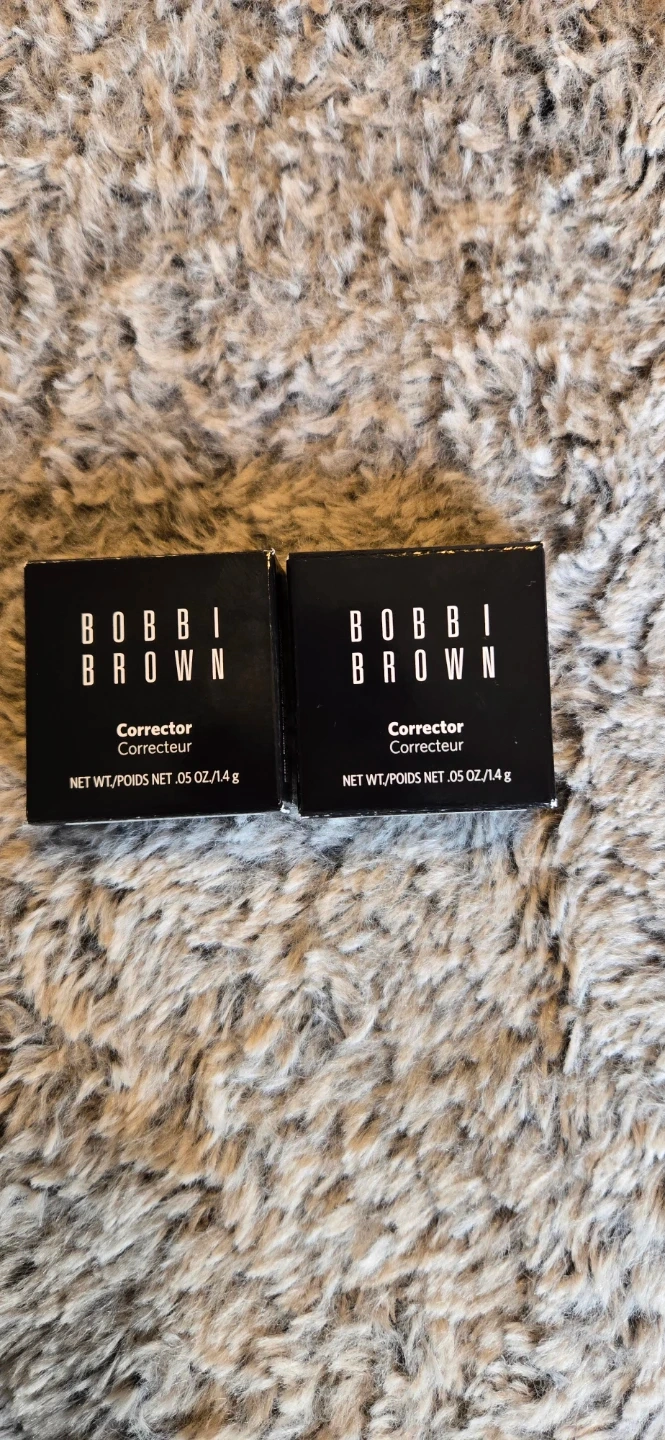 BOBBI
BROWN
Corrector
Correcteur
NET WT./POIDS NET .05 OZ./1.4 g
BOBBI
BROWN
Corrector
Correcteur
NET WT./POIDS NET .05 OZ./1.4 g